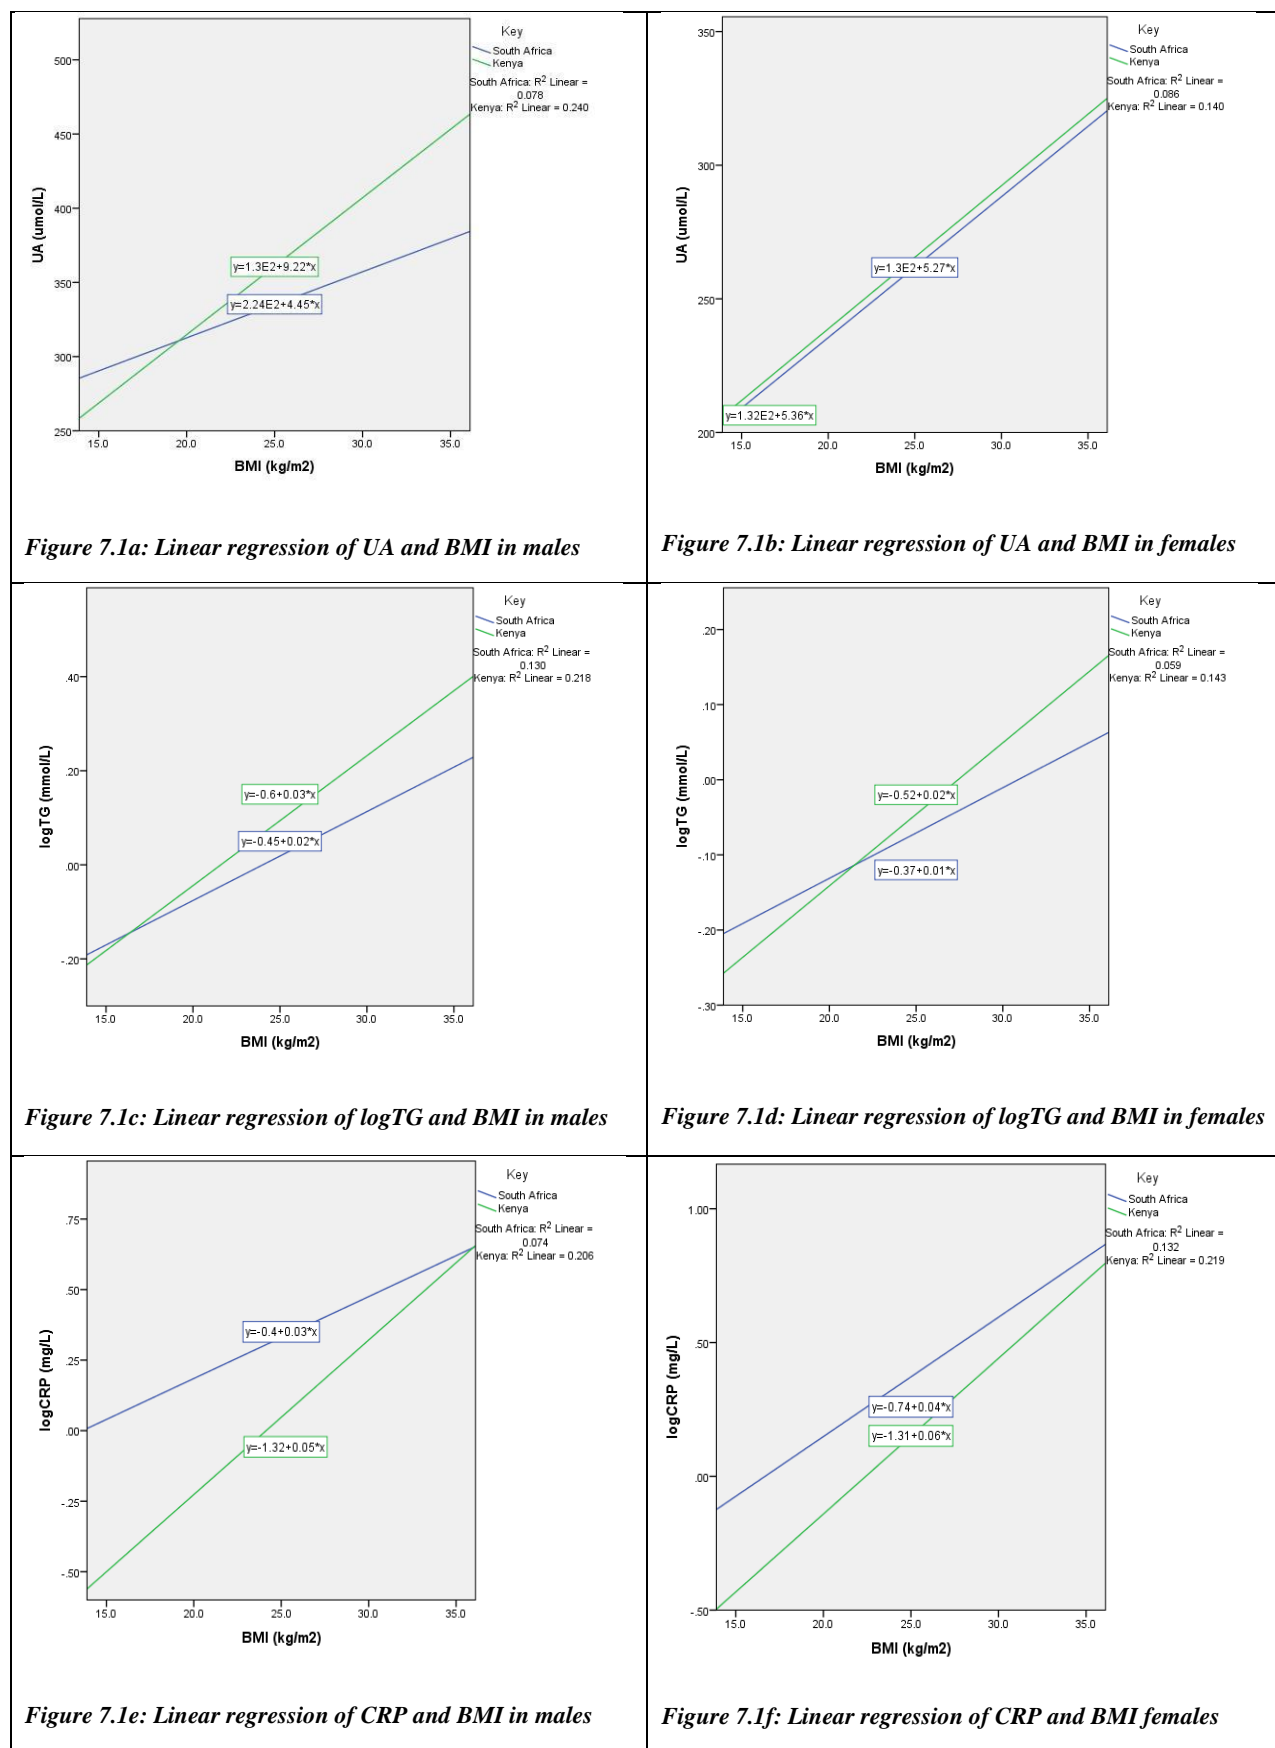 Key
South Africa
Kenya
South Africa: R² Linear =
0.078
Kenya: R² Linear = 0.240
500
450
400
350
300
250
UA (umol/L)
y=1.3E2+9.22*x
y=2.24E2+4.45*x
15.0 20.0 25.0 30.0 35.0
BMI (kg/m2)
Figure 7.1a: Linear regression of UA and BMI in males
Key
South Africa
Kenya
South Africa: R² Linear =
0.086
Kenya: R² Linear = 0.140
350
300
250
200
UA (umol/L)
y=1.3E2+5.27*x
y=1.32E2+5.36*x
15.0 20.0 25.0 30.0 35.0
BMI (kg/m2)
Figure 7.1b: Linear regression of UA and BMI in females
Key
South Africa
Kenya
South Africa: R² Linear =
0.130
Kenya: R² Linear = 0.218
.40
.20
.00
-.20
logTG (mmol/L)
y=-0.6+0.03*x
y=-0.45+0.02*x
15.0 20.0 25.0 30.0 35.0
BMI (kg/m2)
Figure 7.1c: Linear regression of logTG and BMI in males
Key
South Africa
Kenya
South Africa: R² Linear =
0.059
Kenya: R² Linear = 0.143
.20
.10
.00
-.10
-.20
-.30
logTG (mmol/L)
y=-0.52+0.02*x
y=-0.37+0.01*x
15.0 20.0 25.0 30.0 35.0
BMI (kg/m2)
Figure 7.1d: Linear regression of logTG and BMI in females
Key
South Africa
Kenya
South Africa: R² Linear =
0.074
Kenya: R² Linear = 0.206
.75
.50
.25
.00
-.25
-.50
logCRP (mg/L)
y=-0.4+0.03*x
y=-1.32+0.05*x
15.0 20.0 25.0 30.0 35.0
BMI (kg/m2)
Figure 7.1e: Linear regression of CRP and BMI in males
Key
South Africa
Kenya
South Africa: R² Linear =
0.132
Kenya: R² Linear = 0.219
1.00
.50
.00
-.50
logCRP (mg/L)
y=-0.74+0.04*x
y=-1.31+0.06*x
15.0 20.0 25.0 30.0 35.0
BMI (kg/m2)
Figure 7.1f: Linear regression of CRP and BMI females